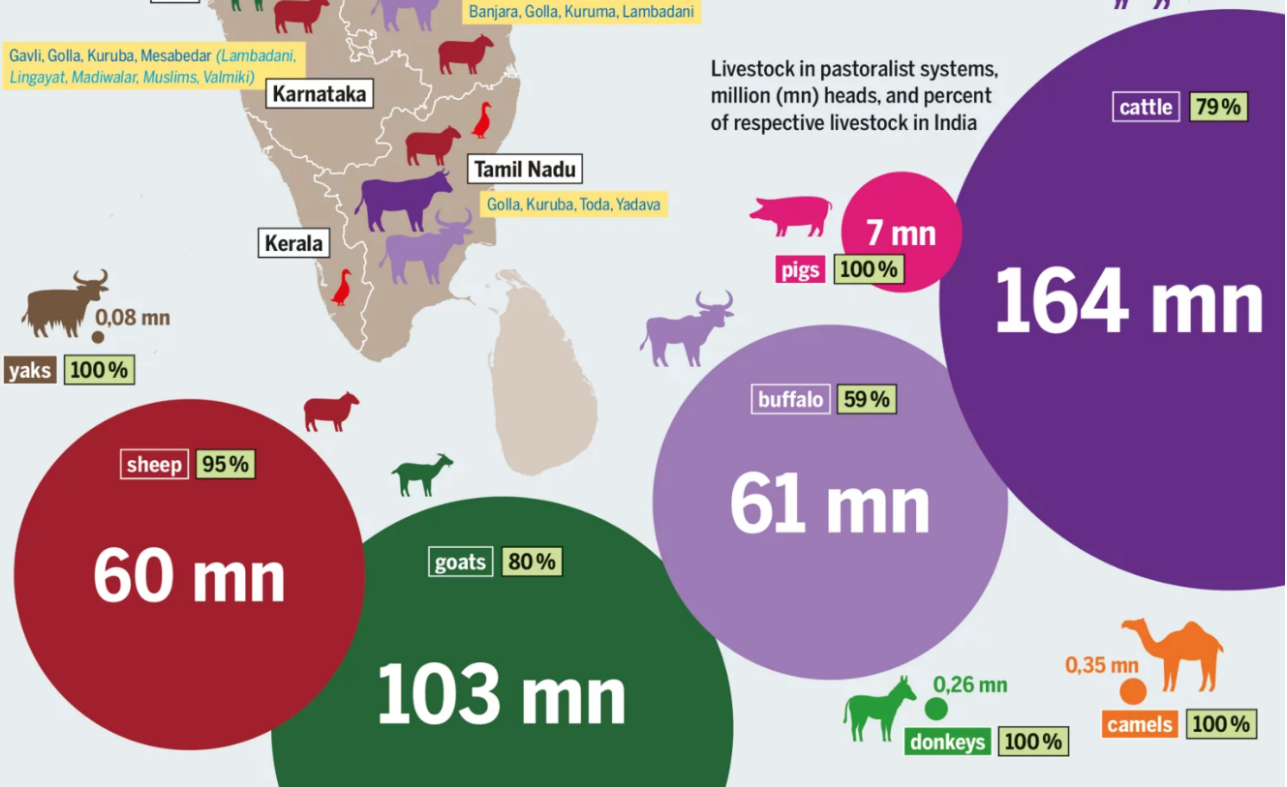 Banjara, Golla, Kuruma, Lambadani
Gavli, Golla, Kuruba, Mesabedar (Lambadani,
Lingayat, Madiwalar, Muslims, Valmiki)
Karnataka
Tamil Nadu
Golla, Kuruba, Toda, Yadava
Kerala
Livestock in pastoralist systems,
million (mn) heads, and percent
of respective livestock in India
cattle 79%
164 mn
7 mn
pigs 100%
0,08 mn
yaks 100%
buffalo 59%
61 mn
sheep 95%
60 mn
goats 80%
103 mn
0,26 mn
donkeys 100%
0,35 mn
camels 100%